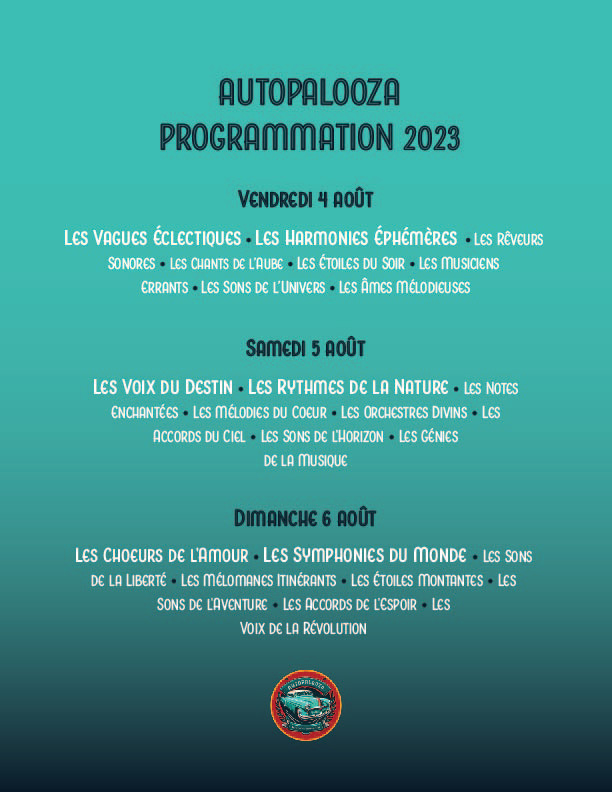 AUTOPALOOZA
PROGRAMMATION 2023
Vendredi 4 août
Les Vagues Éclectiques • Les Harmonies Éphémères • Les Rêveurs
Sonores • Les Chants de l'Aube • Les Étoiles du Soir • Les Musiciens
Errants • Les Sons de l'Univers • Les Âmes Mélodieuses
Samedi 5 août
Les Voix du Destin • Les Rythmes de la Nature • Les Notes
Enchantées • Les Mélodies du Coeur • Les Orchestres Divins • Les
Accords du Ciel • Les Sons de l'Horizon • Les Génies
de la Musique
Dimanche 6 août
Les Choeurs de l'Amour • Les Symphonies du Monde • Les Sons
de la Liberté • Les Mélomanes Itinérants • Les Étoiles Montantes • Les
Sons de l'Aventure • Les Accords de l'Espoir • Les
Voix de la Révolution
AUTOPALOOZA